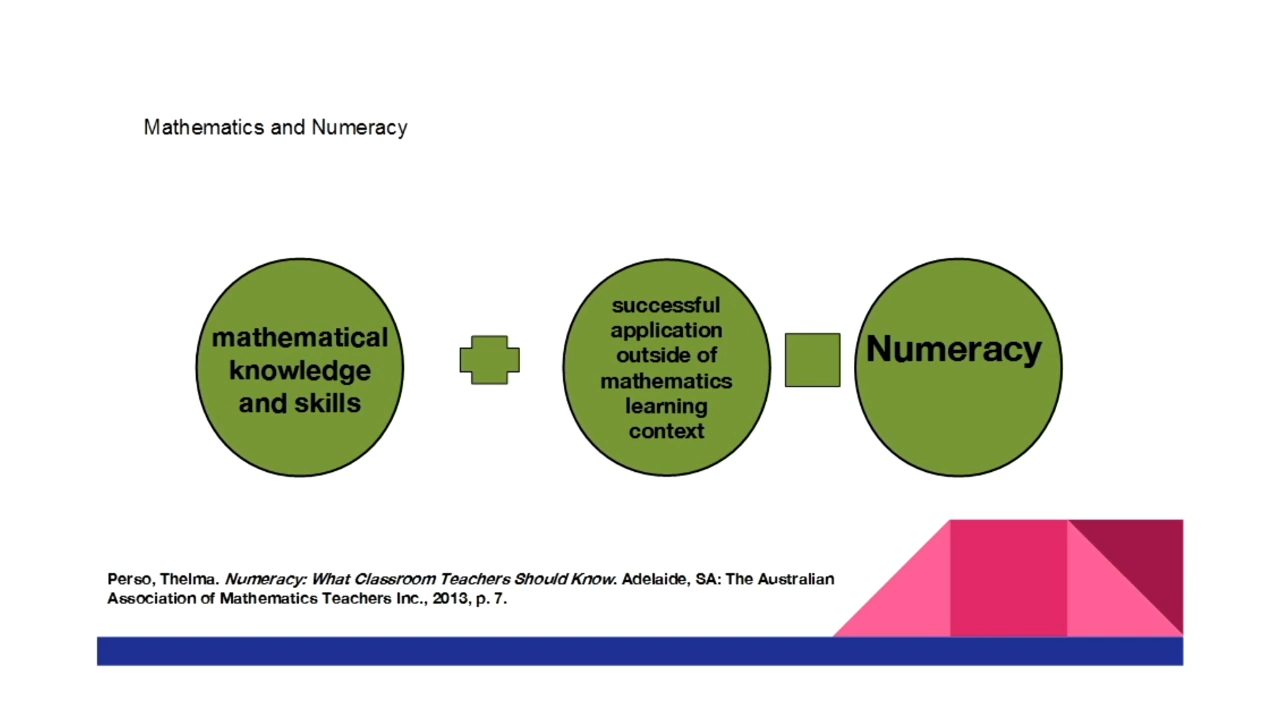 Mathematics and Numeracy
mathematical
knowledge
and skills
successful
application
outside of
mathematics
learning
context
Numeracy
Perso, Thelma. Numeracy: What Classroom Teachers Should Know. Adelaide, SA: The Australian
Association of Mathematics Teachers Inc., 2013, p. 7.